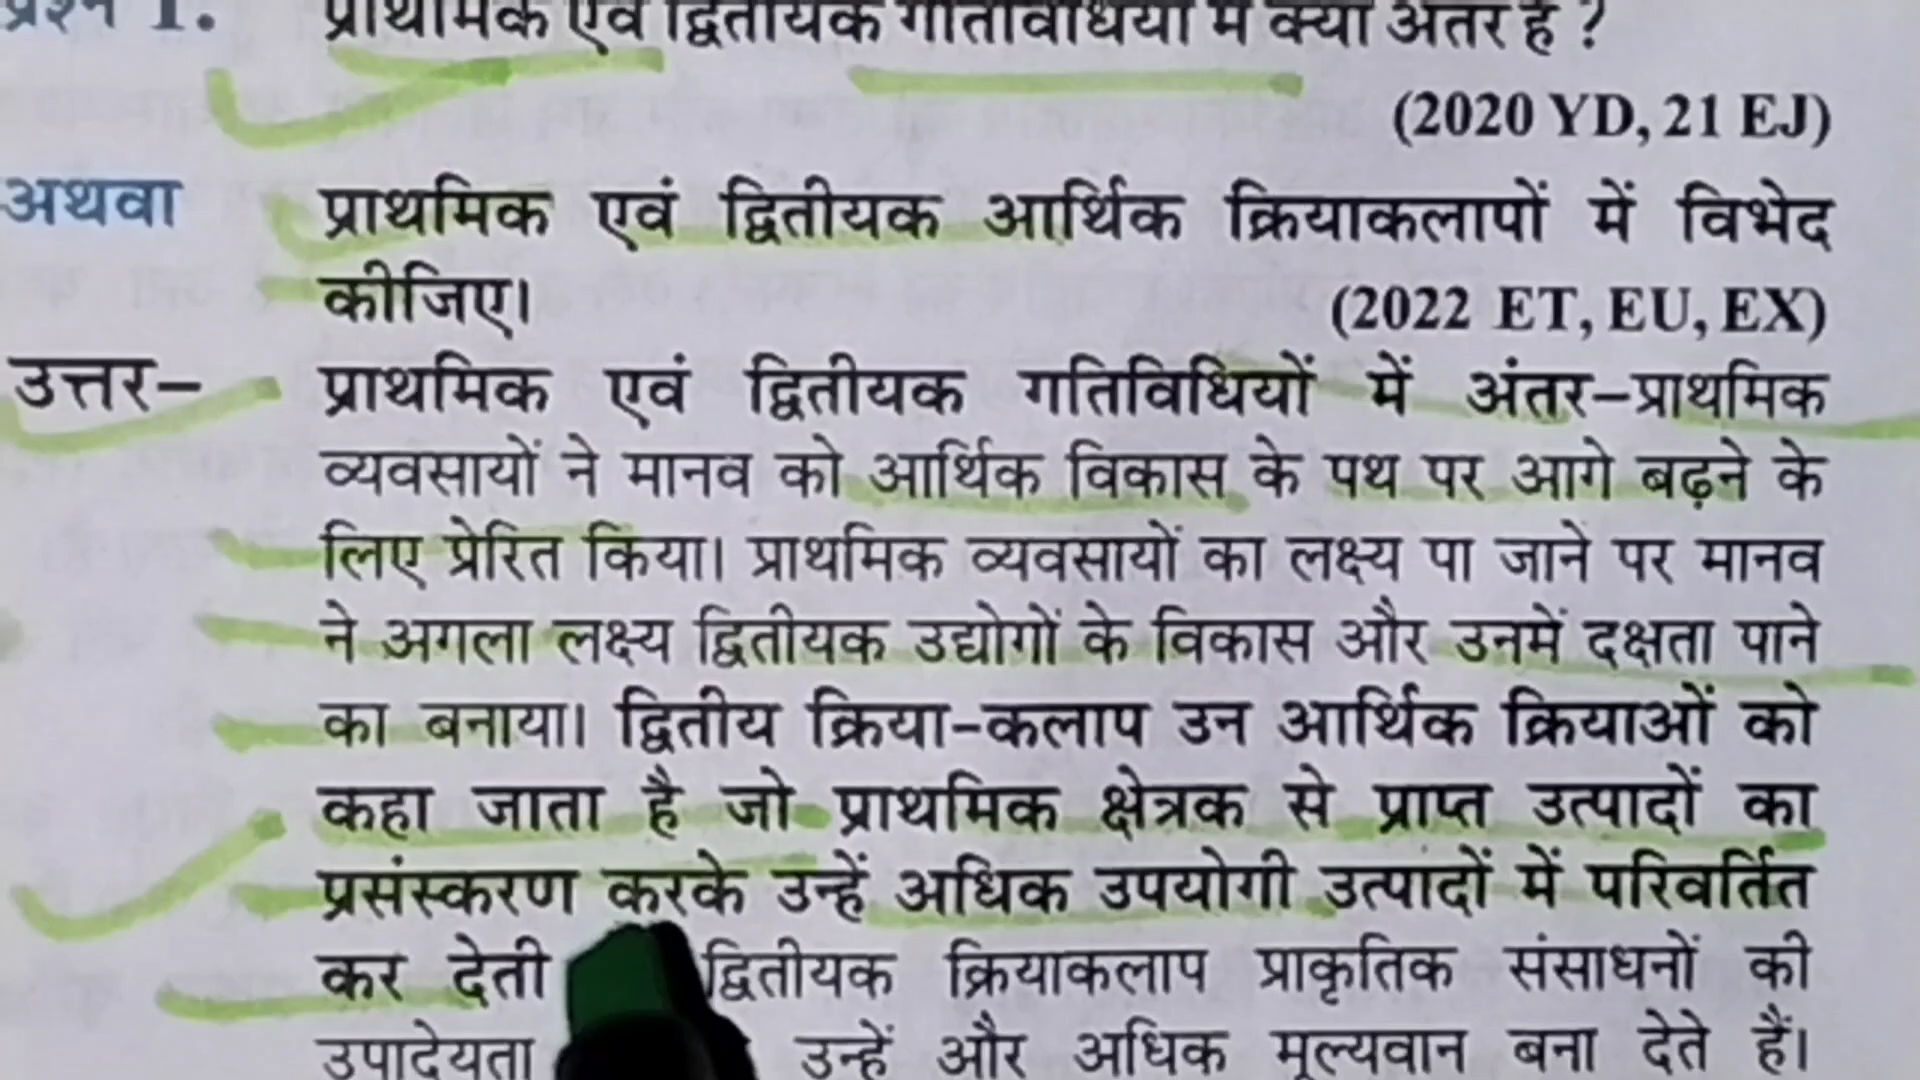 प्रश्न 1. प्राथमिक एवं द्वितीयक गतिविधियों में क्या अंतर है ?
(2020 YD, 21 EJ)
अथवा प्राथमिक एवं द्वितीयक आर्थिक क्रियाकलापों में विभेद
कीजिए। (2022 ET, EU, EX)
उत्तर– प्राथमिक एवं द्वितीयक गतिविधियों में अंतर–प्राथमिक
व्यवसायों ने मानव को आर्थिक विकास के पथ पर आगे बढ़ने के
लिए प्रेरित किया। प्राथमिक व्यवसायों का लक्ष्य पा जाने पर मानव
ने अगला लक्ष्य द्वितीयक उद्योगों के विकास और उनमें दक्षता पाने
का बनाया। द्वितीय क्रिया-कलाप उन आर्थिक क्रियाओं को
कहा जाता है जो प्राथमिक क्षेत्रक से प्राप्त उत्पादों का
प्रसंस्करण करके उन्हें अधिक उपयोगी उत्पादों में परिवर्तित
कर देती द्वितीयक क्रियाकलाप प्राकृतिक संसाधनों की
उपादेयता उन्हें और अधिक मूल्यवान बना देते हैं।